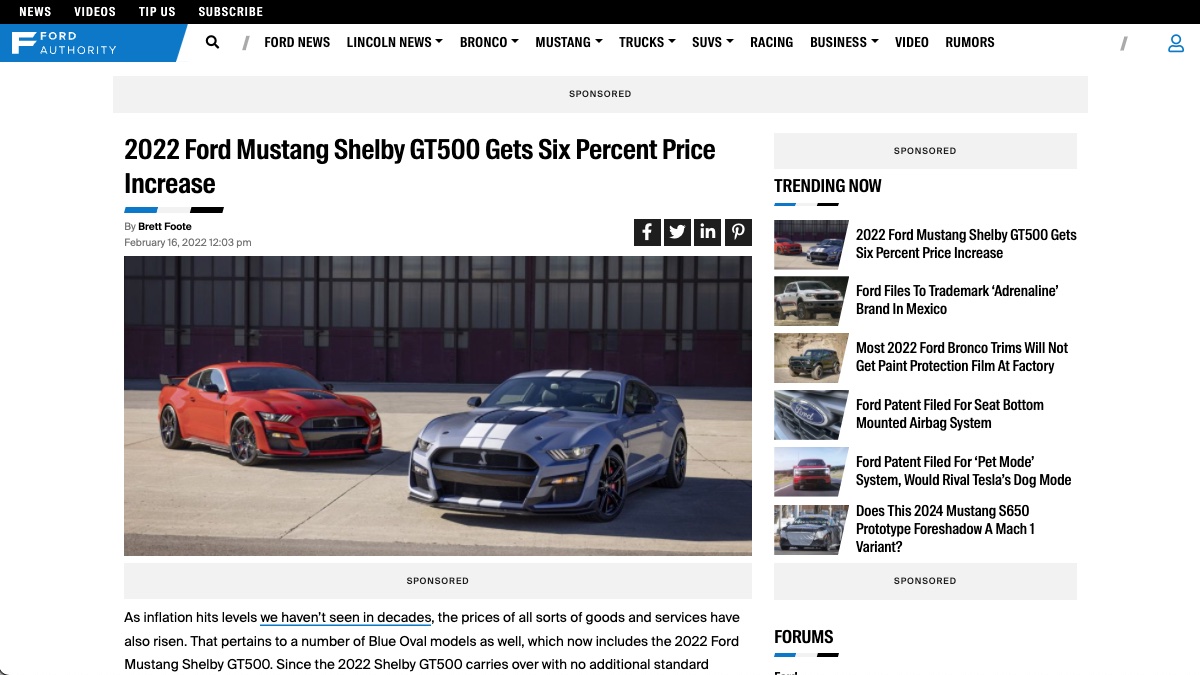 NEWS VIDEOS TIP US SUBSCRIBE
FORD
AUTHORITY
/ FORD NEWS LINCOLN NEWS BRONCO MUSTANG TRUCKS SUVS RACING BUSINESS VIDEO RUMORS /
SPONSORED
2022 Ford Mustang Shelby GT500 Gets Six Percent Price
Increase
By Brett Foote
February 16, 2022 12:03 pm
SPONSORED
As inflation hits levels we haven’t seen in decades, the prices of all sorts of goods and services have
also risen. That pertains to a number of Blue Oval models as well, which now includes the 2022 Ford
Mustang Shelby GT500. Since the 2022 Shelby GT500 carries over with no additional standard
SPONSORED
TRENDING NOW
2022 Ford Mustang Shelby GT500 Gets
Six Percent Price Increase
Ford Files To Trademark ‘Adrenaline’
Brand In Mexico
Most 2022 Ford Bronco Trims Will Not
Get Paint Protection Film At Factory
Ford
Ford Patent Filed For Seat Bottom
Mounted Airbag System
Ford Patent Filed For ‘Pet Mode’
System, Would Rival Tesla’s Dog Mode
Does This 2024 Mustang S650
Prototype Foreshadow A Mach 1
Variant?
SPONSORED
FORUMS